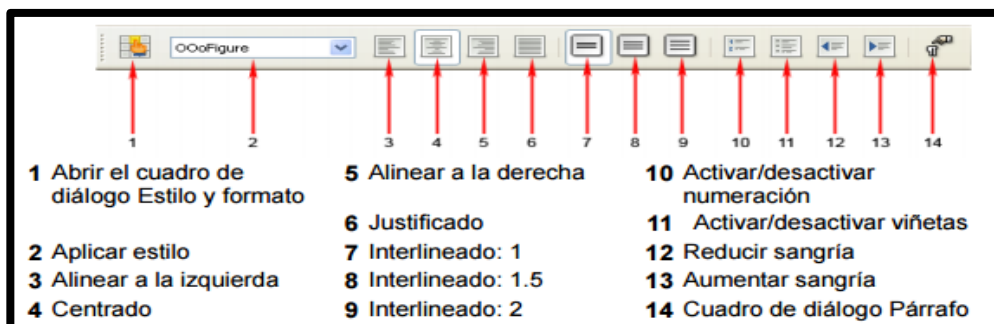 OOoFigure
1 2 3 4 5 6 7 8 9 10 11 12 13 14
1 Abrir el cuadro de
diálogo Estilo y formato
2 Aplicar estilo
3 Alinear a la izquierda
4 Centrado
5 Alinear a la derecha
6 Justificado
7 Interlineado: 1
8 Interlineado: 1.5
9 Interlineado: 2
10 Activar/desactivar
numeración
11 Activar/desactivar viñetas
12 Reducir sangría
13 Aumentar sangría
14 Cuadro de diálogo Párrafo